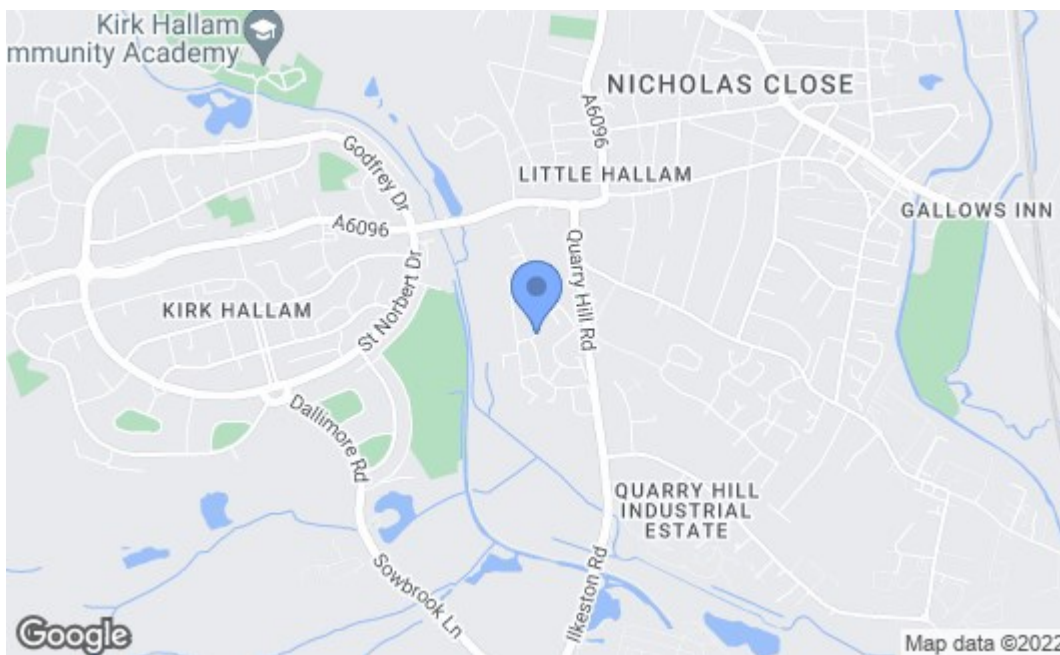 Kirk Hallam
mmunity Academy
NICHOLAS CLOSE
A6096
Godfrey Dr
LITTLE HALLAM
A6096
GALLOWS INN
Quarry Hill Rd
St Norbert Dr
KIRK HALLAM
Dallimore Rd
QUARRY HILL
INDUSTRIAL
ESTATE
Sowbrook Ln
Ilkeston Rd
Google
Map data ©2022